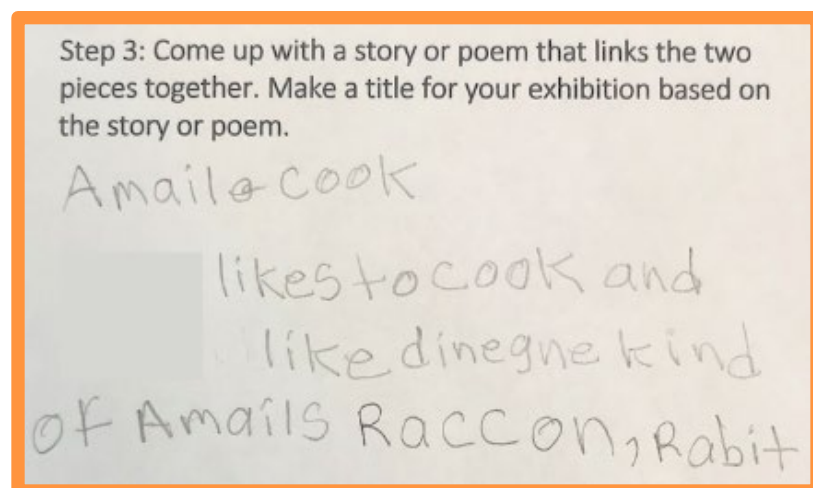 Step 3: Come up with a story or poem that links the two
pieces together. Make a title for your exhibition based on
the story or poem.
Amaila cook
likes to cook and
like dinegne kind
of Amails Raccon, Rabit